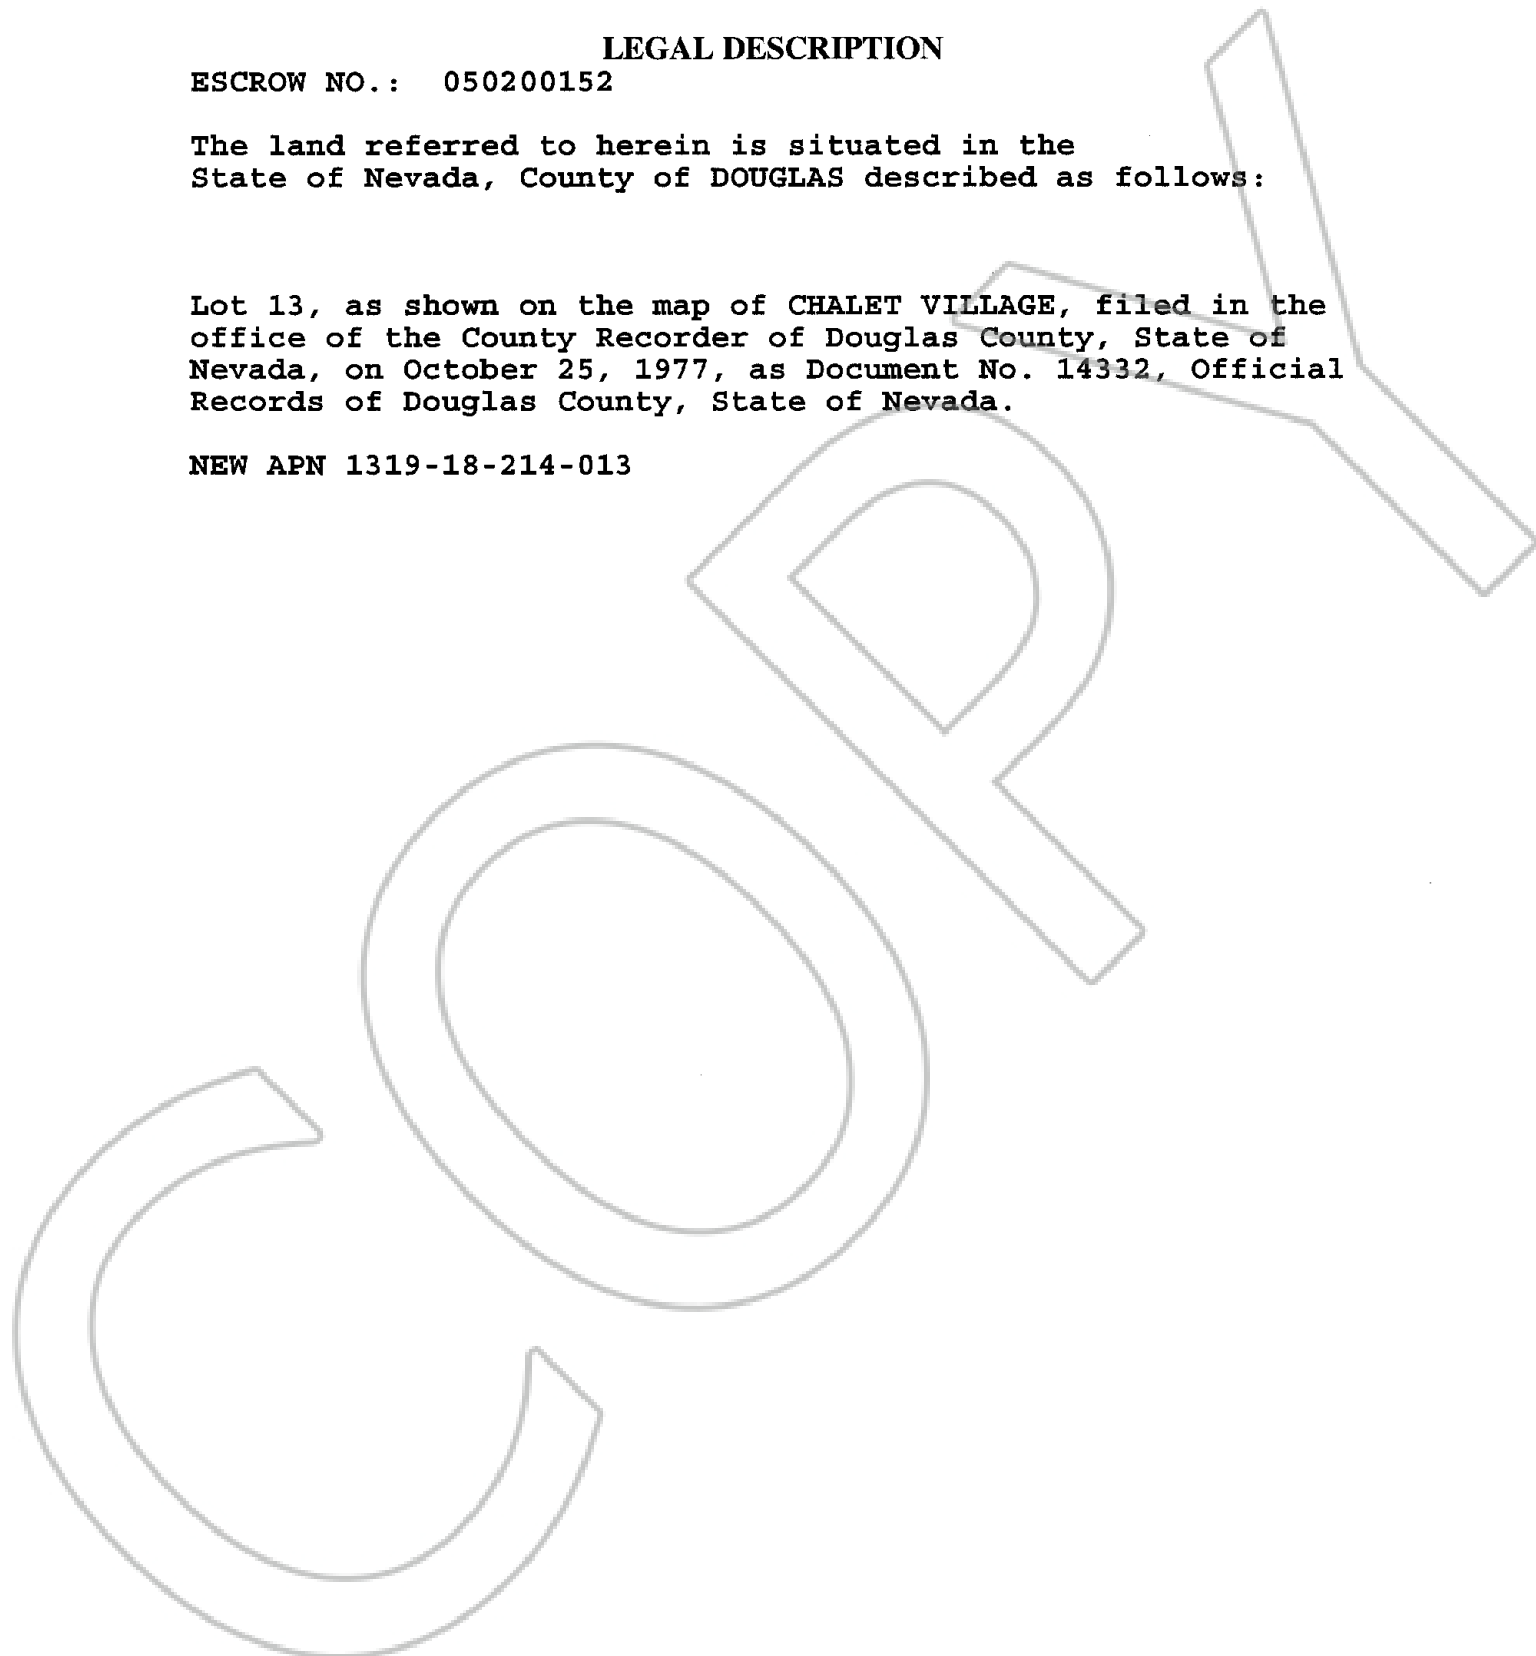 LEGAL DESCRIPTION
ESCROW NO.: 050200152
The land referred to herein is situated in the
State of Nevada, County of DOUGLAS described as follows:
Lot 13, as shown on the map of CHALET VILLAGE, filed in the
office of the County Recorder of Douglas County, State of
Nevada, on October 25, 1977, as Document No. 14332, Official
Records of Douglas County, State of Nevada.
NEW APN 1319-18-214-013
COPY